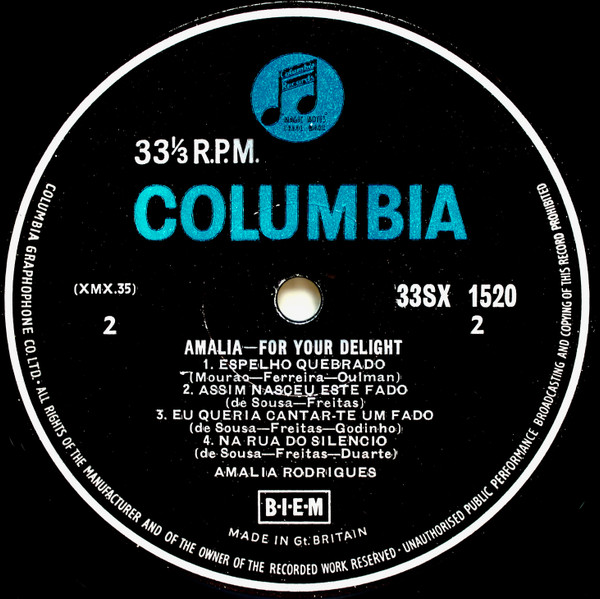 Columbia
Records
MAGIC NOTES
TRADE MARK
33⅓ R.P.M.
COLUMBIA
(XMX.35)
33SX 1520
2
2
AMALIA—FOR YOUR DELIGHT
1. ESPELHO QUEBRADO
(Mourão—Ferreira—Oulman)
2. ASSIM NASCEU ESTE FADO
(de Sousa—Freitas)
3. EU QUERIA CANTAR-TE UM FADO
(de Sousa—Freitas—Godinho)
4. NA RUA DO SILENCIO
(de Sousa—Freitas—Duarte)
AMALIA RODRIGUES
B·I·E·M
MADE IN Gt. BRITAIN
COLUMBIA GRAPHOPHONE CO. LTD. · ALL RIGHTS OF THE MANUFACTURER AND OF THE OWNER OF THE RECORDED WORK RESERVED · UNAUTHORISED PUBLIC PERFORMANCE BROADCASTING AND COPYING OF THIS RECORD PROHIBITED